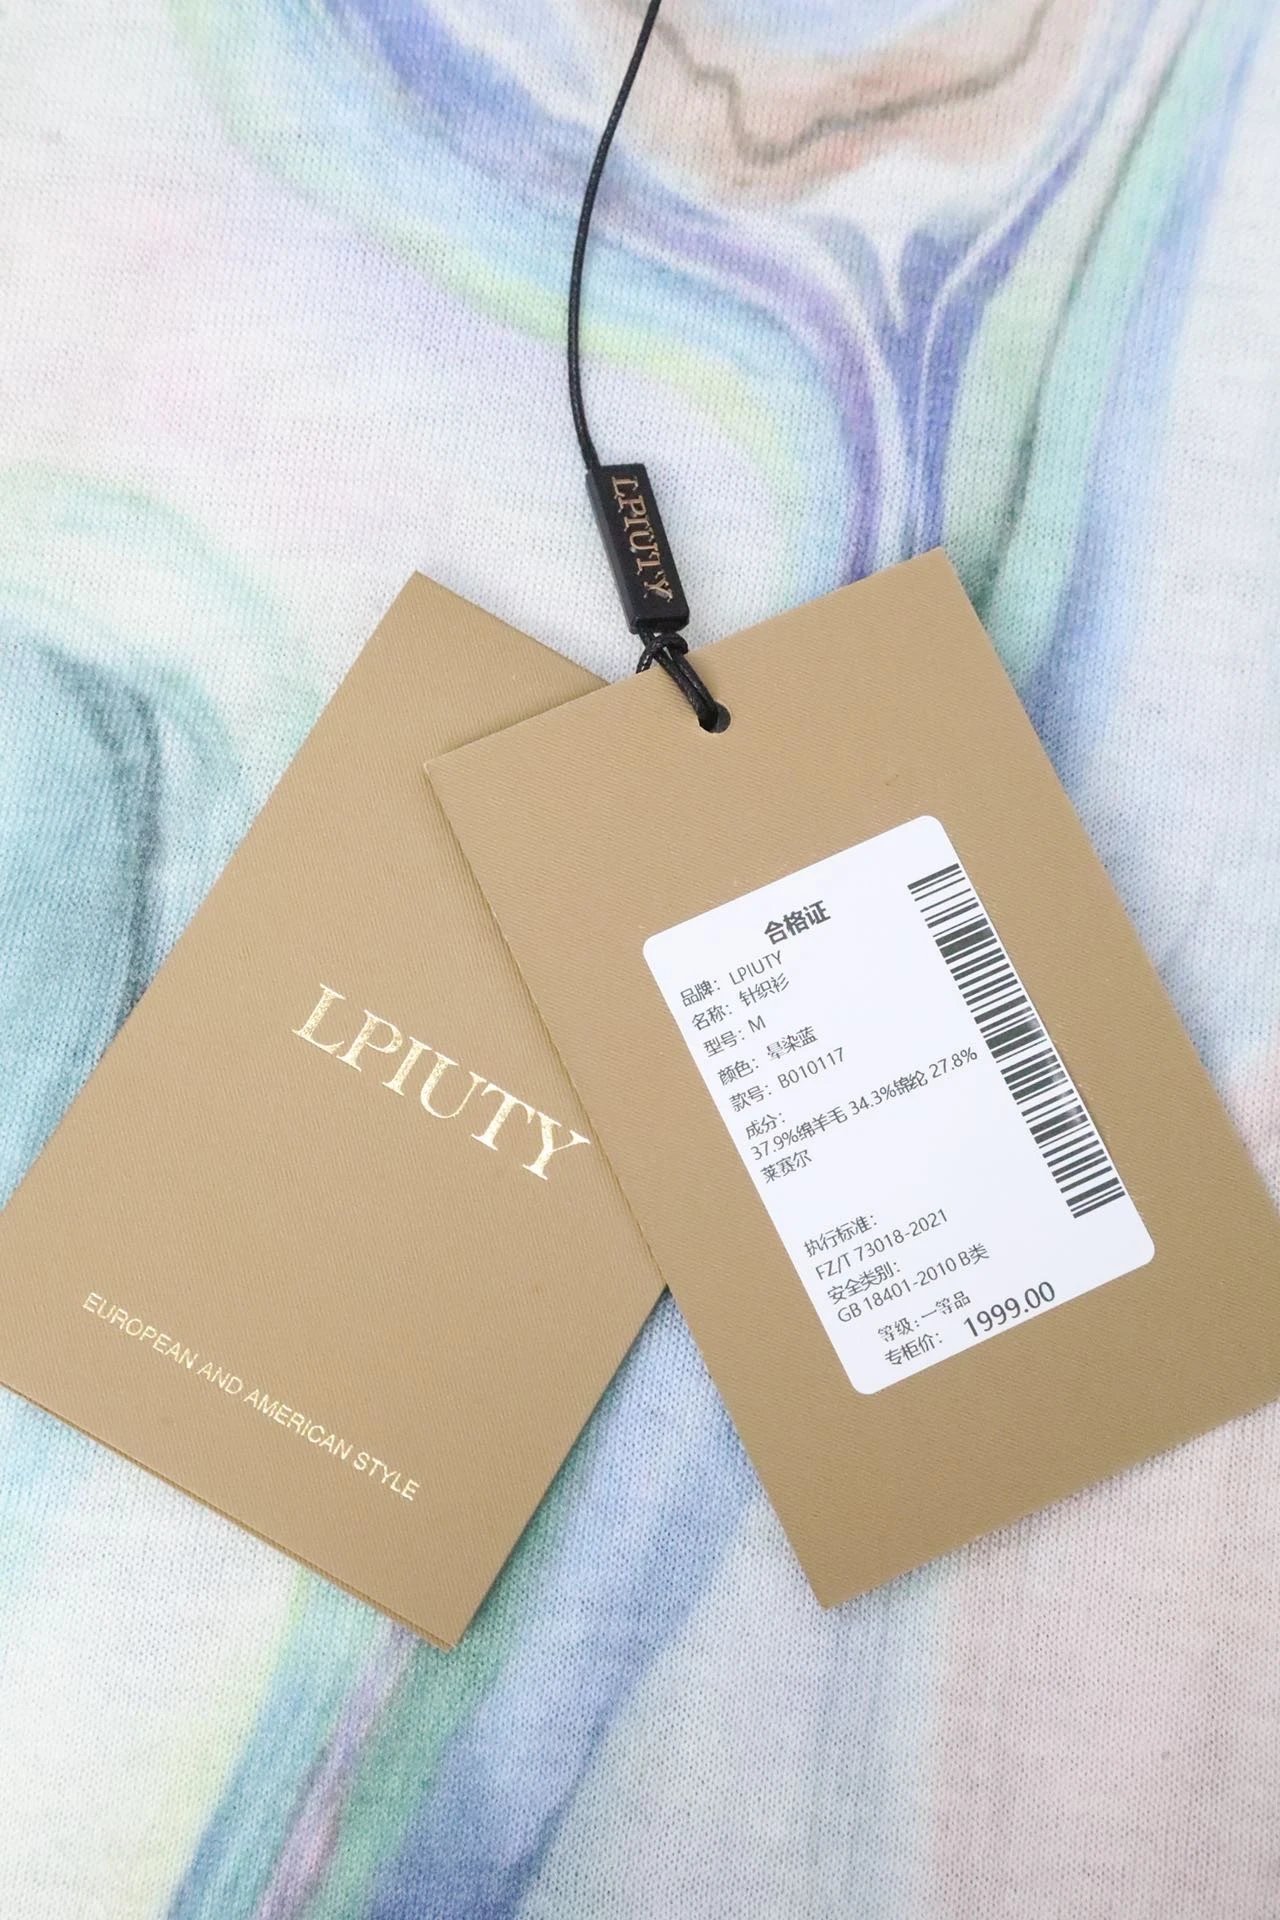 LPIUTY
LPIUTY
EUROPEAN AND AMERICAN STYLE
合格证
品牌: LPIUTY
名称: 针织衫
型号: M
颜色: 晕染蓝
款号: B010117
成分:
37.9%绵羊毛 34.3%锦纶 27.8%
莱赛尔
执行标准:
FZ/T 73018-2021
安全类别:
GB 18401-2010 B类
等级: 一等品
专柜价: 1999.00